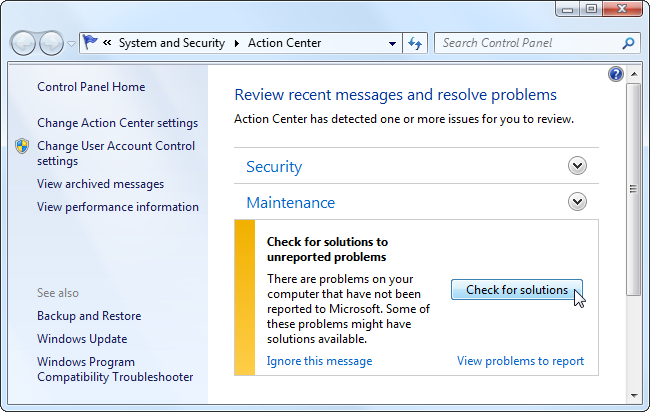 « System and Security ▸ Action Center
Search Control Panel
Control Panel Home
Change Action Center settings
Change User Account Control
settings
View archived messages
View performance information
See also
Backup and Restore
Windows Update
Windows Program
Compatibility Troubleshooter
Review recent messages and resolve problems
Action Center has detected one or more issues for you to review.
Security
Maintenance
Check for solutions to
unreported problems
There are problems on your
computer that have not been
reported to Microsoft. Some of
these problems might have
solutions available.
Check for solutions
Ignore this message
View problems to report